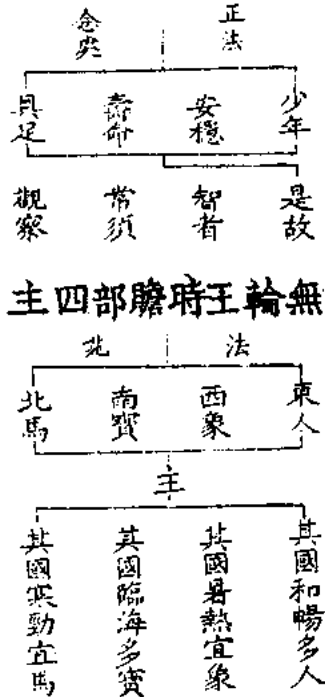 正法
念
少年
安穩
壽命
具足
是故
智者
常須
觀察
無輪王時贍部四主
法
東人
西象
南寶
北馬
主
其國和暢多人
其國暑熱宜象
其國臨海多寶
其國寒勁宜馬